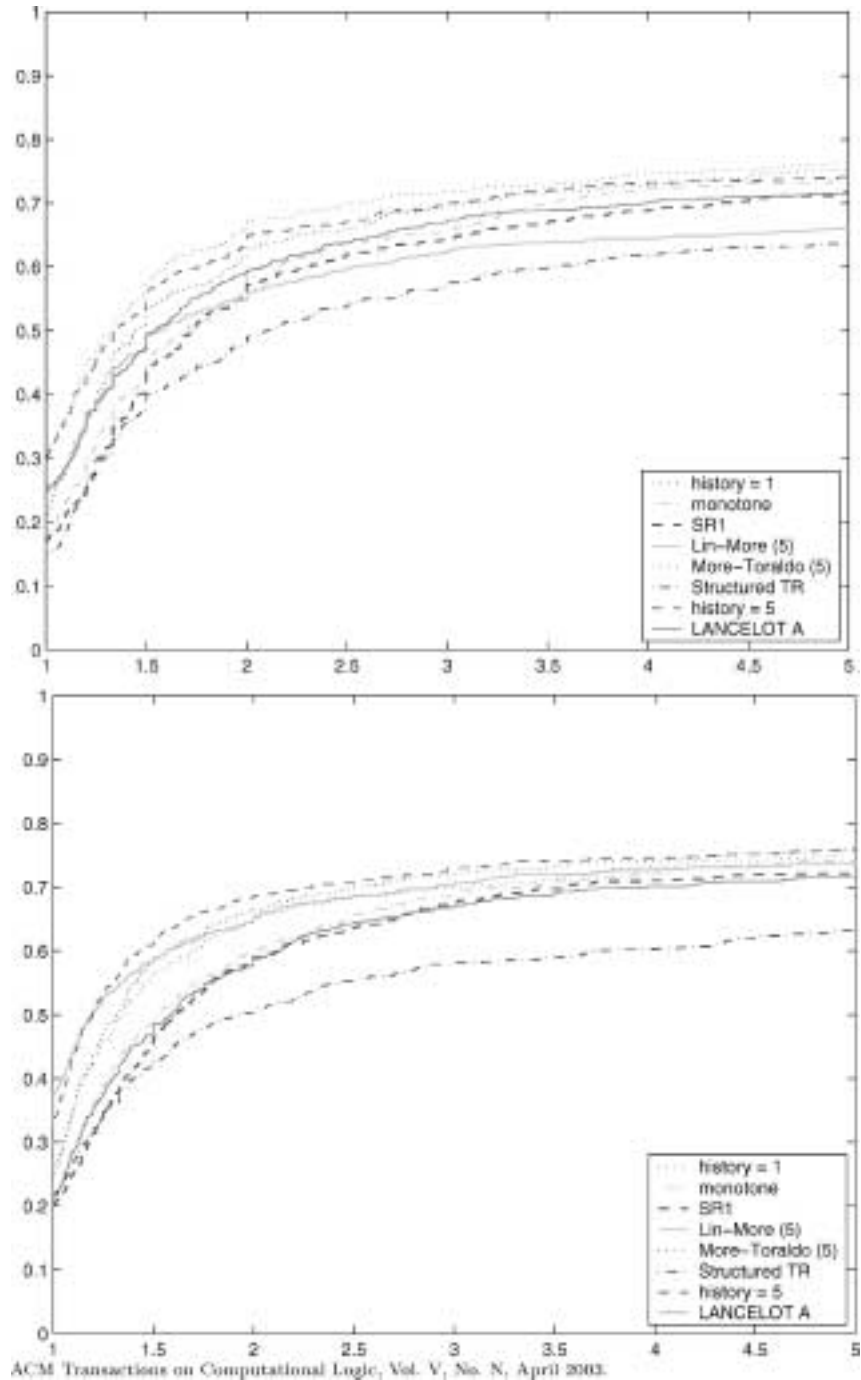 1
0.9
0.8
0.7
0.6
0.5
0.4
0.3
0.2
0.1
0
history = 1
monotone
SR1
Lin-More (5)
More-Toraldo (5)
Structured TR
history = 5
LANCELOT A
1 1.5 2 2.5 3 3.5 4 4.5 5
1
0.9
0.8
0.7
0.6
0.5
0.4
0.3
0.2
0.1
0
history = 1
monotone
SR1
Lin-More (5)
More-Toraldo (5)
Structured TR
history = 5
LANCELOT A
1 1.5 2 2.5 3 3.5 4 4.5 5
ACM Transactions on Computational Logic, Vol. V, No. N, April 2003.